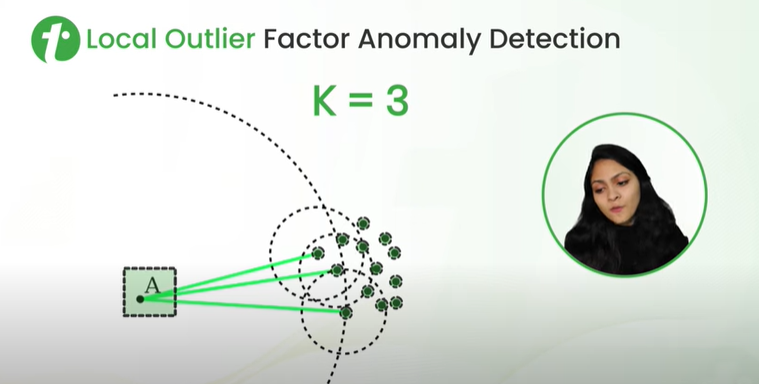 Local Outlier Factor Anomaly Detection
K = 3
A